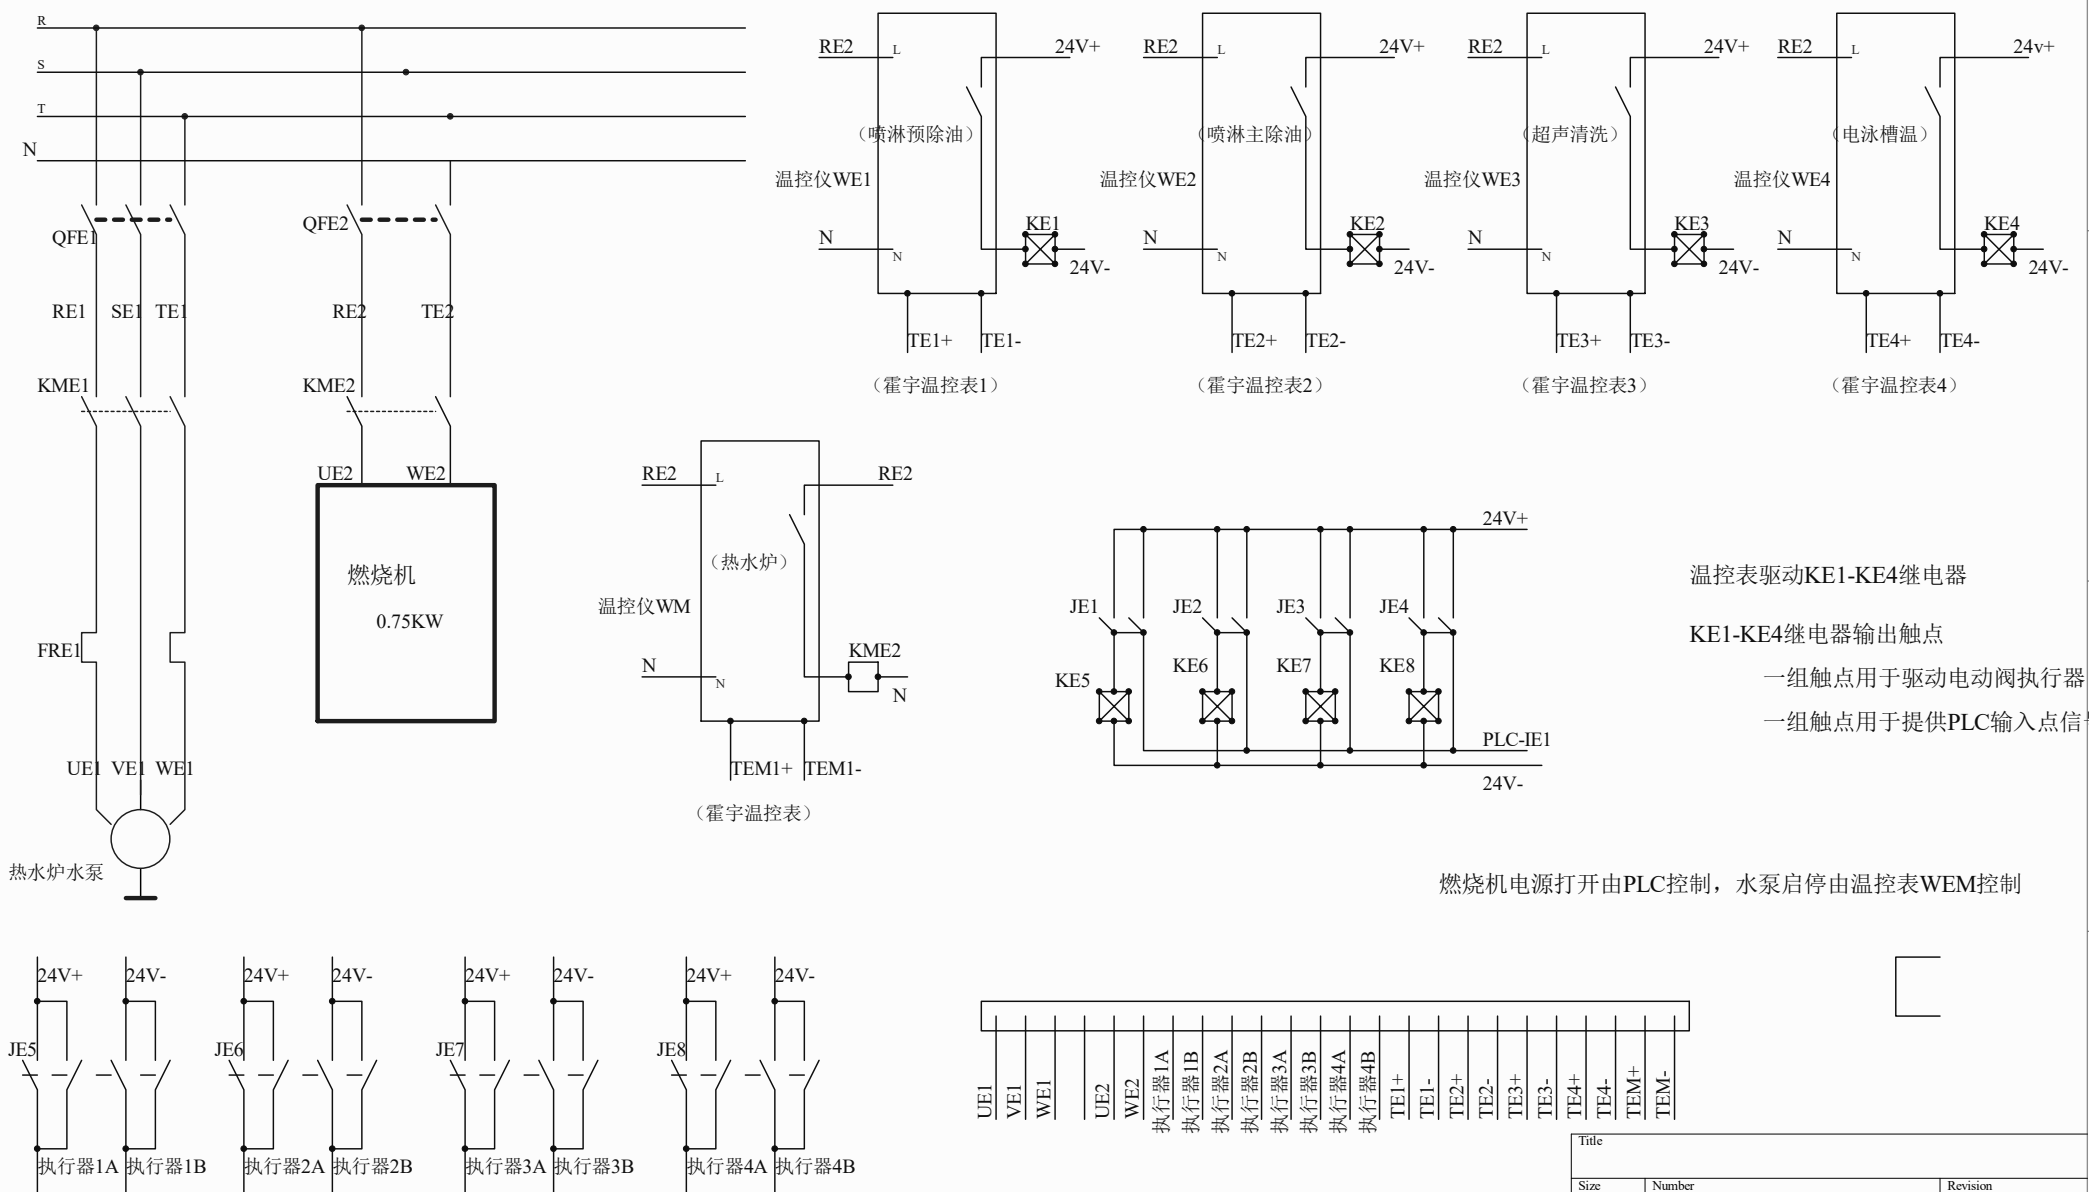 R
S
T
N
QFE1
QFE2
RE1 SE1 TE1
RE2 TE2
KME1
KME2
UE2 WE2
燃烧机
0.75KW
FRE1
UE1 VE1 WE1
热水炉水泵
RE2 L 24V+
（喷淋预除油）
温控仪WE1
KE1
N N 24V-
TE1+ TE1-
（霍宇温控表1）
RE2 L 24V+
（喷淋主除油）
温控仪WE2
KE2
N N 24V-
TE2+ TE2-
（霍宇温控表2）
RE2 L 24V+
（超声清洗）
温控仪WE3
KE3
N N 24V-
TE3+ TE3-
（霍宇温控表3）
RE2 L 24v+
（电泳槽温）
温控仪WE4
KE4
N N 24V-
TE4+ TE4-
（霍宇温控表4）
RE2 L RE2
（热水炉）
温控仪WM
KME2
N N N
TEM1+ TEM1-
（霍宇温控表）
24V+
JE1 JE2 JE3 JE4
KE5 KE6 KE7 KE8
PLC-IE1
24V-
温控表驱动KE1-KE4继电器
KE1-KE4继电器输出触点
一组触点用于驱动电动阀执行器
一组触点用于提供PLC输入点信
燃烧机电源打开由PLC控制，水泵启停由温控表WEM控制
24V+ 24V- 24V+ 24V- 24V+ 24V- 24V+ 24V-
JE5 JE6 JE7 JE8
执行器1A 执行器1B 执行器2A 执行器2B 执行器3A 执行器3B 执行器4A 执行器4B
UE1
VE1
WE1
UE2
WE2
执行器1A
执行器1B
执行器2A
执行器2B
执行器3A
执行器3B
执行器4A
执行器4B
TE1+
TE1-
TE2+
TE2-
TE3+
TE3-
TE4+
TE4-
TEM+
TEM-
Title
Size Number Revision